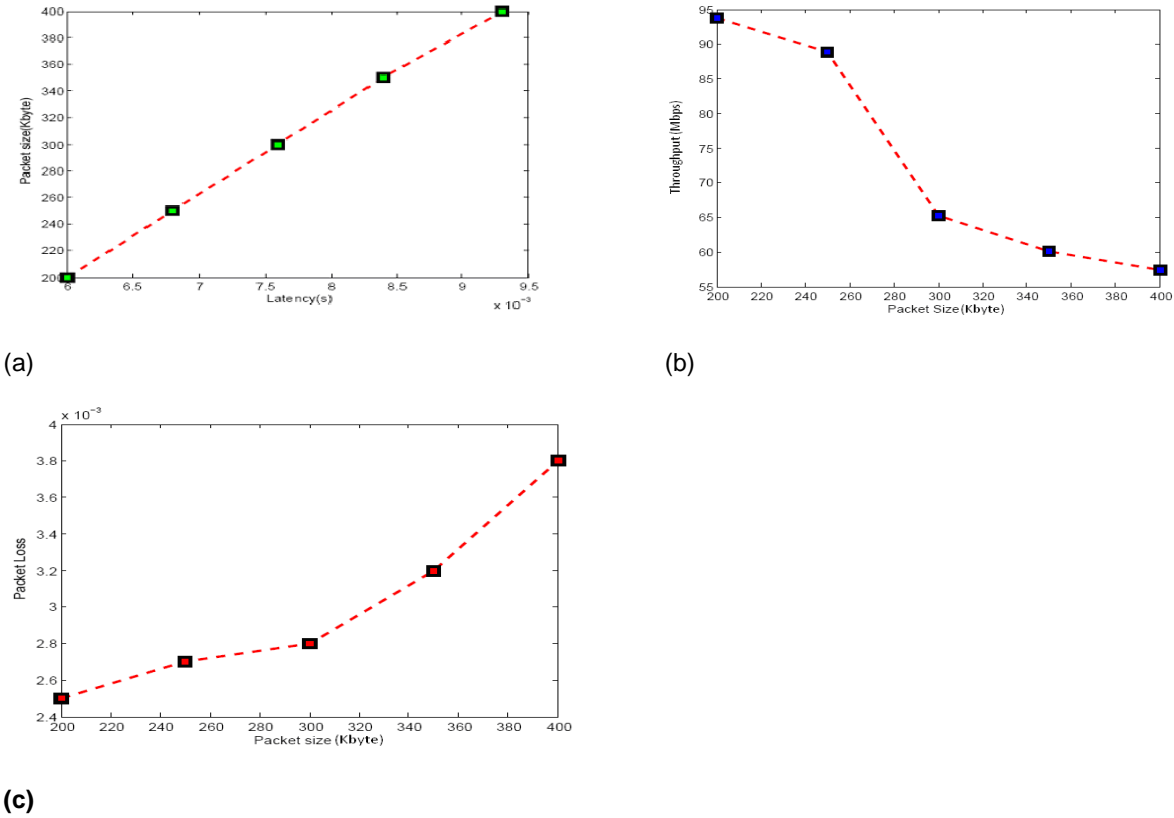 400
380
360
340
320
300
280
260
240
220
200
Packet size(Kbyte)
6 6.5 7 7.5 8 8.5 9 9.5
Latency(s)
x 10⁻³
(a)
95
90
85
80
75
70
65
60
55
Throughput (Mbps)
200 220 240 260 280 300 320 340 360 380 400
Packet Size(Kbyte)
(b)
x 10⁻³
4
3.8
3.6
3.4
3.2
3
2.8
2.6
2.4
Packet Loss
200 220 240 260 280 300 320 340 360 380 400
Packet size (Kbyte)
(c)